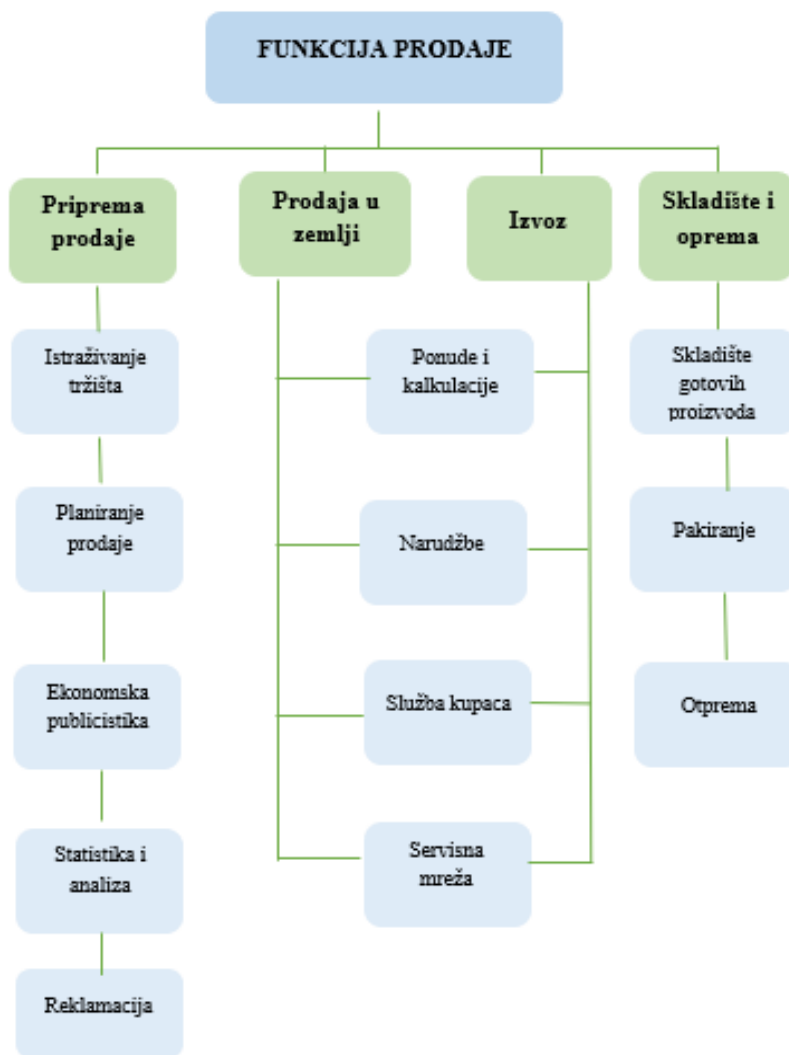 FUNKCIJA PRODAJE
Priprema
prodaje
Prodaja u
zemlji
Izvoz
Skladište i
oprema
Istraživanje
tržišta
Planiranje
prodaje
Ekonomska
publicistika
Statistika i
analiza
Reklamacija
Ponude i
kalkulacije
Narudžbe
Služba kupaca
Servisna
mreža
Skladište
gotovih
proizvoda
Pakiranje
Otprema